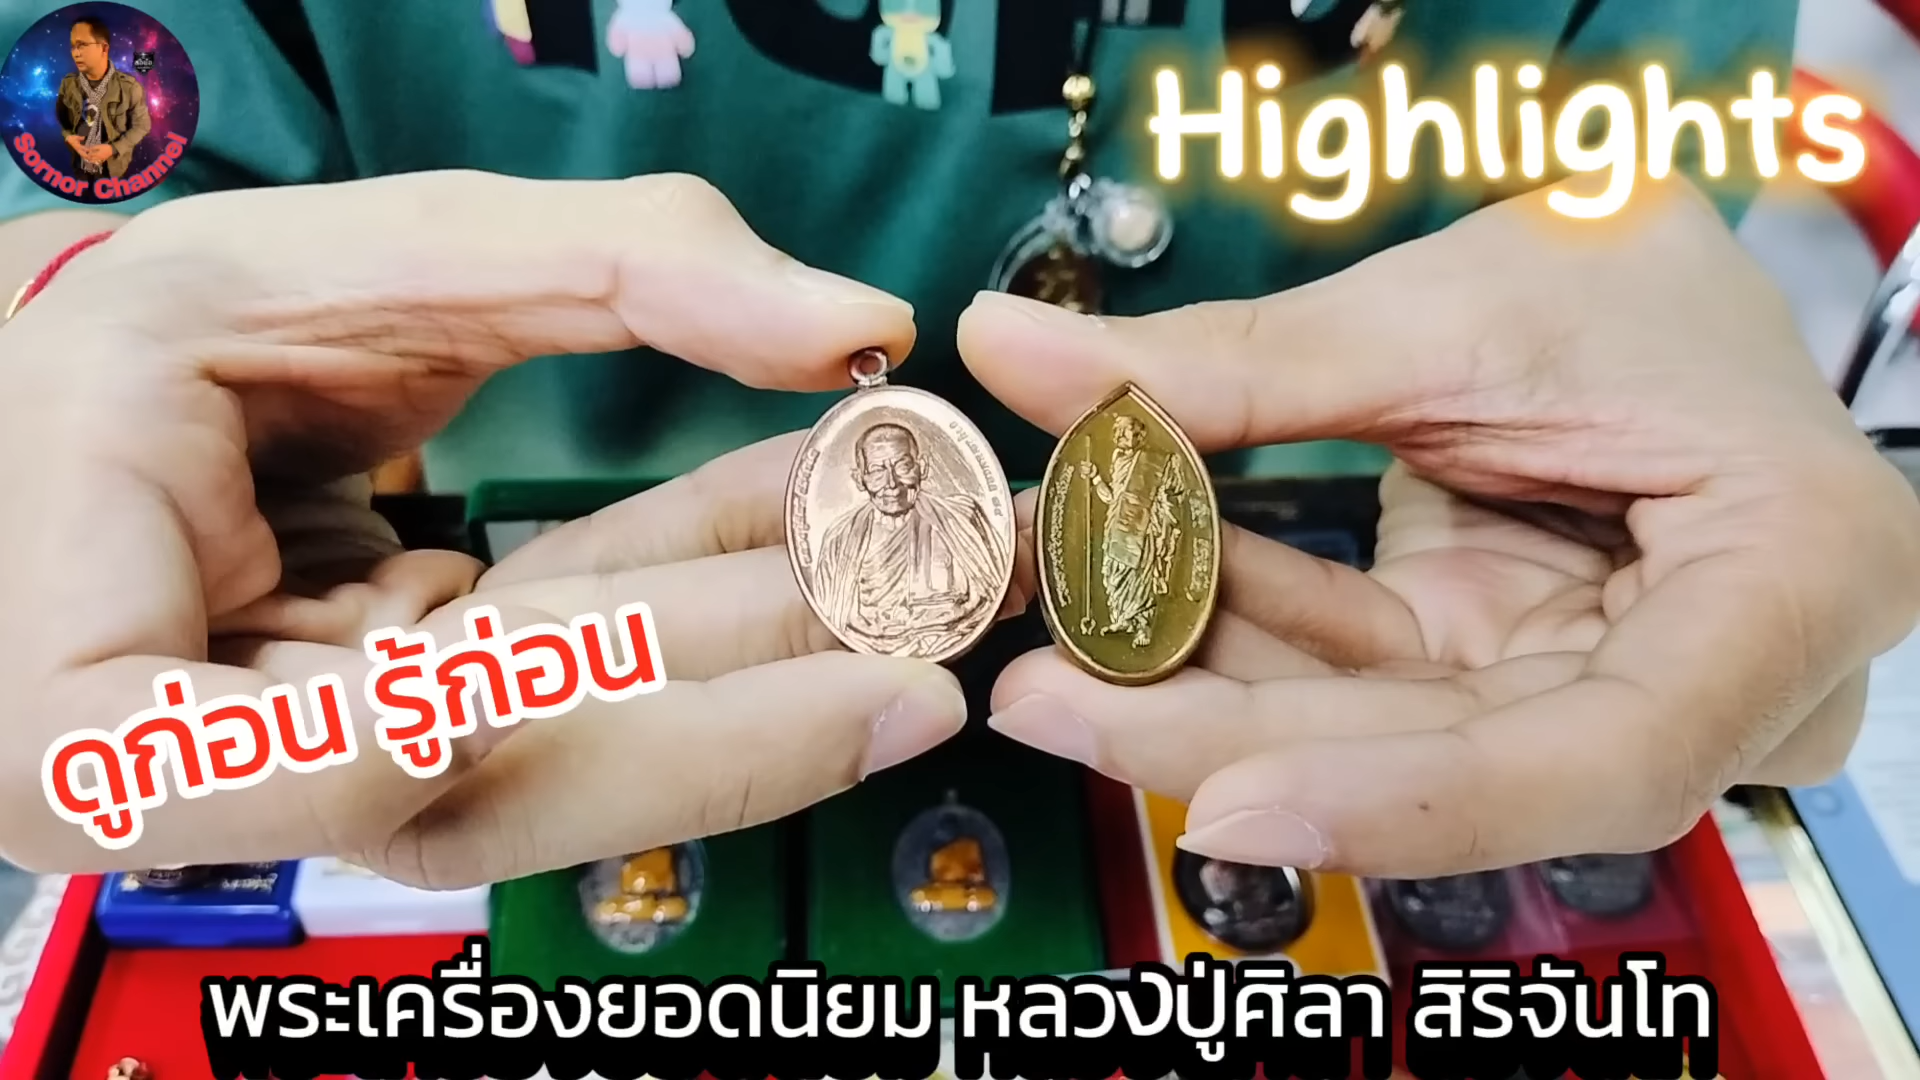 Sornor Channel
Highlights
ดูก่อน รู้ก่อน
พระเครื่องยอดนิยม หลวงปู่ศิลา สิริจันโท